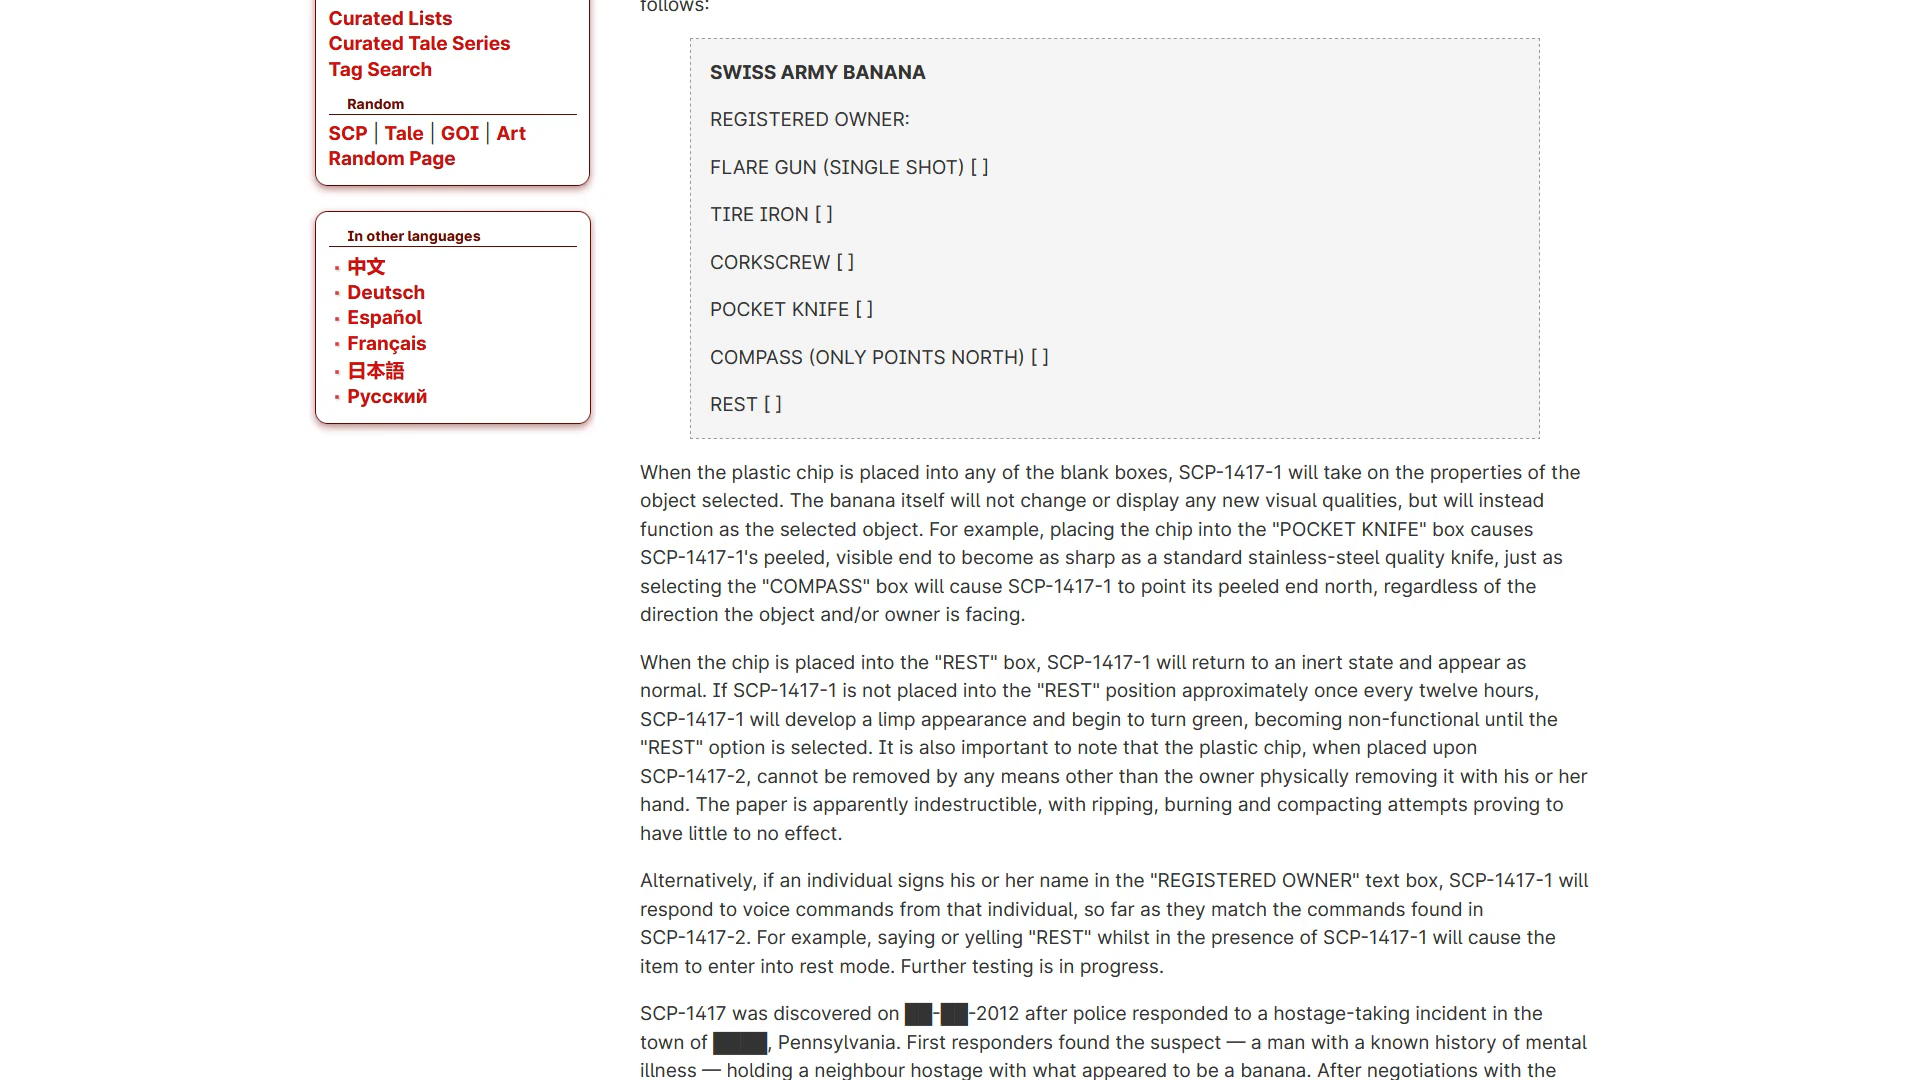 Curated Lists
Curated Tale Series
Tag Search
Random
SCP | Tale | GOI | Art
Random Page
In other languages
中文
Deutsch
Español
Français
日本語
Русский
follows:
SWISS ARMY BANANA
REGISTERED OWNER:
FLARE GUN (SINGLE SHOT) [ ]
TIRE IRON [ ]
CORKSCREW [ ]
POCKET KNIFE [ ]
COMPASS (ONLY POINTS NORTH) [ ]
REST [ ]
When the plastic chip is placed into any of the blank boxes, SCP-1417-1 will take on the properties of the
object selected. The banana itself will not change or display any new visual qualities, but will instead
function as the selected object. For example, placing the chip into the "POCKET KNIFE" box causes
SCP-1417-1's peeled, visible end to become as sharp as a standard stainless-steel quality knife, just as
selecting the "COMPASS" box will cause SCP-1417-1 to point its peeled end north, regardless of the
direction the object and/or owner is facing.
When the chip is placed into the "REST" box, SCP-1417-1 will return to an inert state and appear as
normal. If SCP-1417-1 is not placed into the "REST" position approximately once every twelve hours,
SCP-1417-1 will develop a limp appearance and begin to turn green, becoming non-functional until the
"REST" option is selected. It is also important to note that the plastic chip, when placed upon
SCP-1417-2, cannot be removed by any means other than the owner physically removing it with his or her
hand. The paper is apparently indestructible, with ripping, burning and compacting attempts proving to
have little to no effect.
Alternatively, if an individual signs his or her name in the "REGISTERED OWNER" text box, SCP-1417-1 will
respond to voice commands from that individual, so far as they match the commands found in
SCP-1417-2. For example, saying or yelling "REST" whilst in the presence of SCP-1417-1 will cause the
item to enter into rest mode. Further testing is in progress.
SCP-1417 was discovered on ██-██-2012 after police responded to a hostage-taking incident in the
town of ████, Pennsylvania. First responders found the suspect — a man with a known history of mental
illness — holding a neighbour hostage with what appeared to be a banana. After negotiations with the